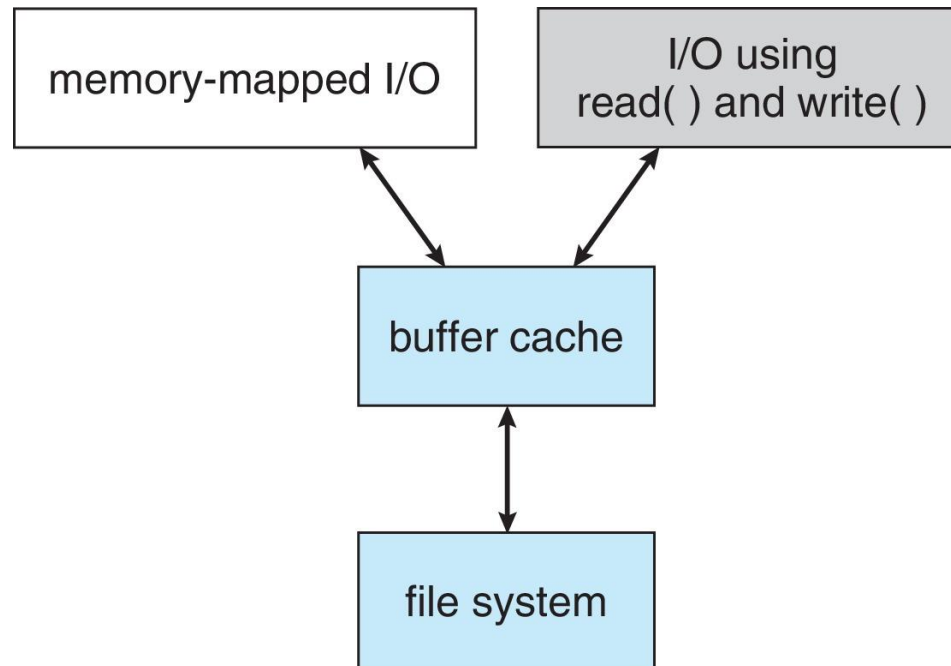 memory-mapped I/O
I/O using
read( ) and write( )
buffer cache
file system